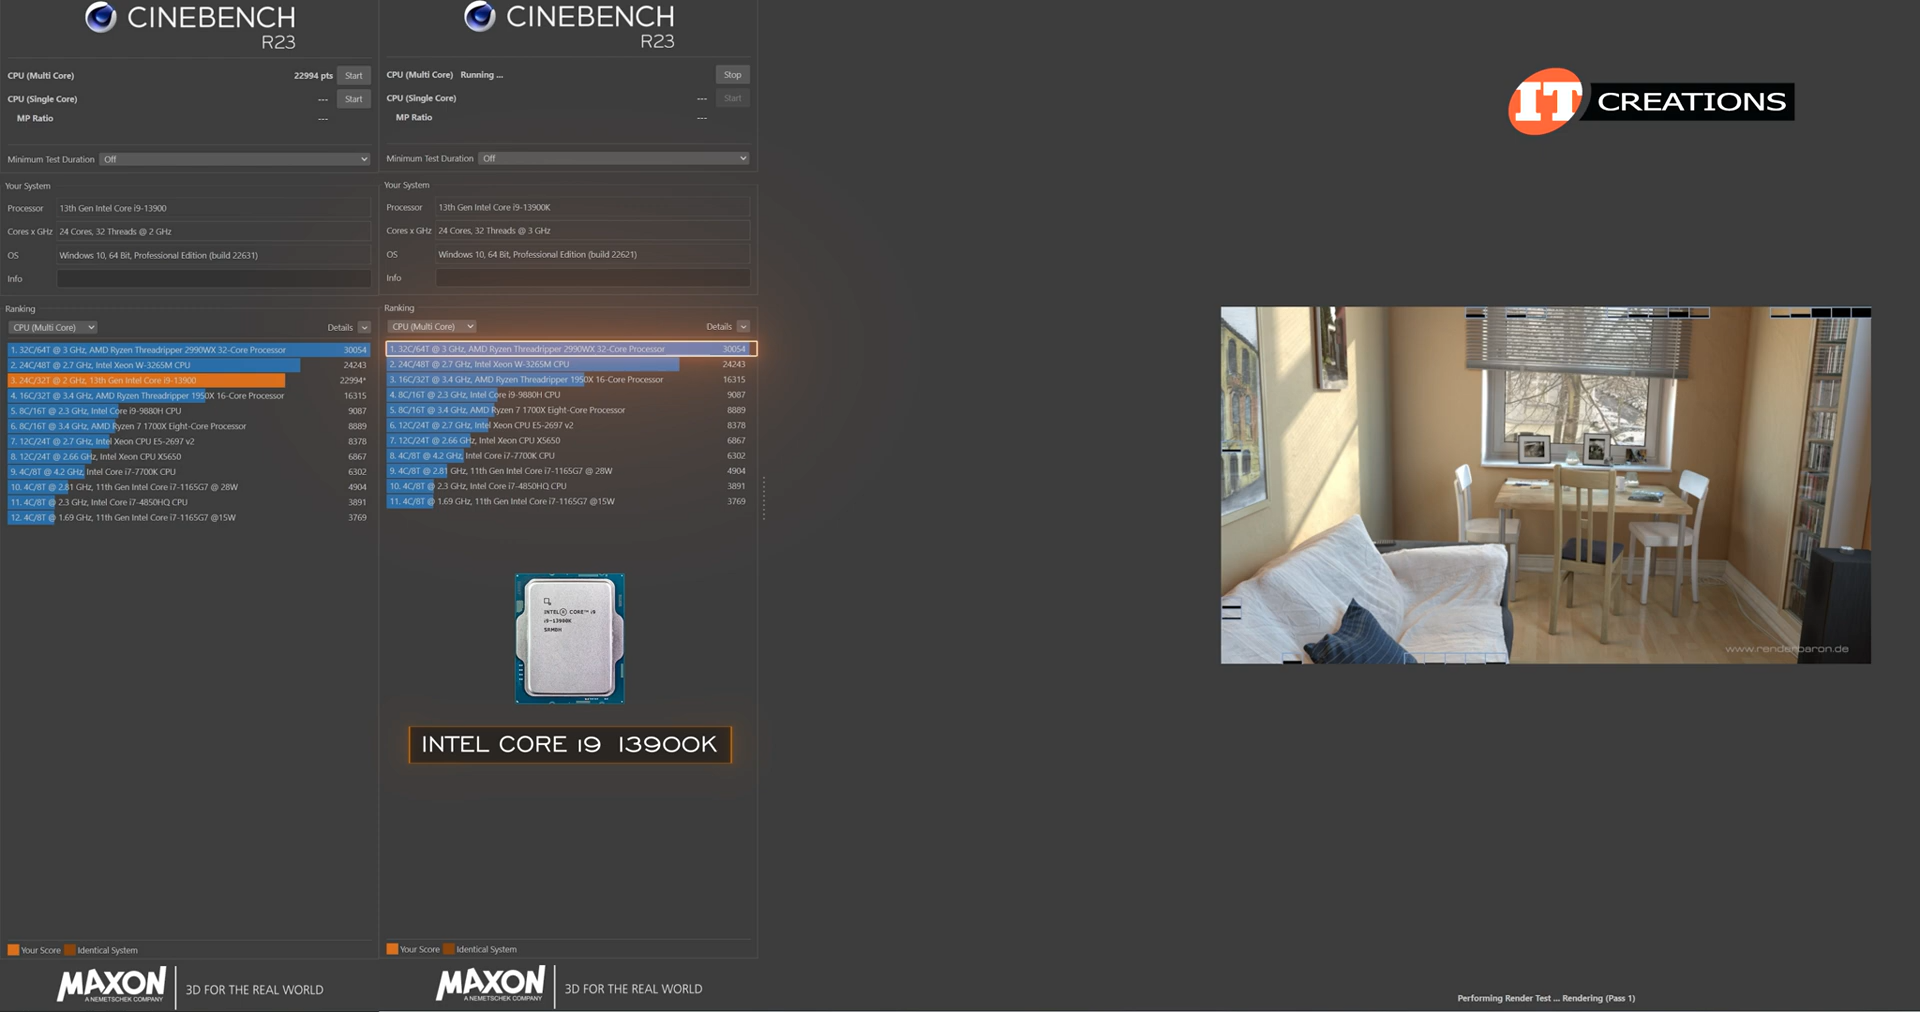 CINEBENCH
R23
CPU (Multi Core) 22994 pts Start
CPU (Single Core) --- Start
MP Ratio ---
Minimum Test Duration Off
Your System
Processor 13th Gen Intel Core i9-13900
Cores x GHz 24 Cores, 32 Threads @ 2 GHz
OS Windows 10, 64 Bit, Professional Edition (build 22631)
Info
Ranking
CPU (Multi Core) Details
1. 32C/64T @ 3 GHz, AMD Ryzen Threadripper 2990WX 32-Core Processor 30054
2. 24C/48T @ 2.7 GHz, Intel Xeon W-3265M CPU 24243
3. 24C/32T @ 2 GHz, 13th Gen Intel Core i9-13900 22994*
4. 16C/32T @ 3.4 GHz, AMD Ryzen Threadripper 1950X 16-Core Processor 16315
5. 8C/16T @ 2.3 GHz, Intel Core i9-9880H CPU 9087
6. 8C/16T @ 3.4 GHz, AMD Ryzen 7 1700X Eight-Core Processor 8889
7. 12C/24T @ 2.7 GHz, Intel Xeon CPU E5-2697 v2 8378
8. 12C/24T @ 2.66 GHz, Intel Xeon CPU X5650 6867
9. 4C/8T @ 4.2 GHz, Intel Core i7-7700K CPU 6302
10. 4C/8T @ 2.81 GHz, 11th Gen Intel Core i7-1165G7 @ 28W 4904
11. 4C/8T @ 2.3 GHz, Intel Core i7-4850HQ CPU 3891
12. 4C/8T @ 1.69 GHz, 11th Gen Intel Core i7-1165G7 @15W 3769
Your Score Identical System
MAXON
A NEMETSCHEK COMPANY
3D FOR THE REAL WORLD
CINEBENCH
R23
CPU (Multi Core) Running ... Stop
CPU (Single Core) --- Start
MP Ratio ---
Minimum Test Duration Off
Your System
Processor 13th Gen Intel Core i9-13900K
Cores x GHz 24 Cores, 32 Threads @ 3 GHz
OS Windows 10, 64 Bit, Professional Edition (build 22621)
Info
Ranking
CPU (Multi Core) Details
1. 32C/64T @ 3 GHz, AMD Ryzen Threadripper 2990WX 32-Core Processor 30054
2. 24C/48T @ 2.7 GHz, Intel Xeon W-3265M CPU 24243
3. 16C/32T @ 3.4 GHz, AMD Ryzen Threadripper 1950X 16-Core Processor 16315
4. 8C/16T @ 2.3 GHz, Intel Core i9-9880H CPU 9087
5. 8C/16T @ 3.4 GHz, AMD Ryzen 7 1700X Eight-Core Processor 8889
6. 12C/24T @ 2.7 GHz, Intel Xeon CPU E5-2697 v2 8378
7. 12C/24T @ 2.66 GHz, Intel Xeon CPU X5650 6867
8. 4C/8T @ 4.2 GHz, Intel Core i7-7700K CPU 6302
9. 4C/8T @ 2.81 GHz, 11th Gen Intel Core i7-1165G7 @ 28W 4904
10. 4C/8T @ 2.3 GHz, Intel Core i7-4850HQ CPU 3891
11. 4C/8T @ 1.69 GHz, 11th Gen Intel Core i7-1165G7 @15W 3769
INTEL® CORE™ i9
i9-13900K
SRMBH
INTEL CORE i9 13900K
Your Score Identical System
MAXON
A NEMETSCHEK COMPANY
3D FOR THE REAL WORLD
IT CREATIONS
www.renderbaron.de
Performing Render Test ... Rendering (Pass 1)